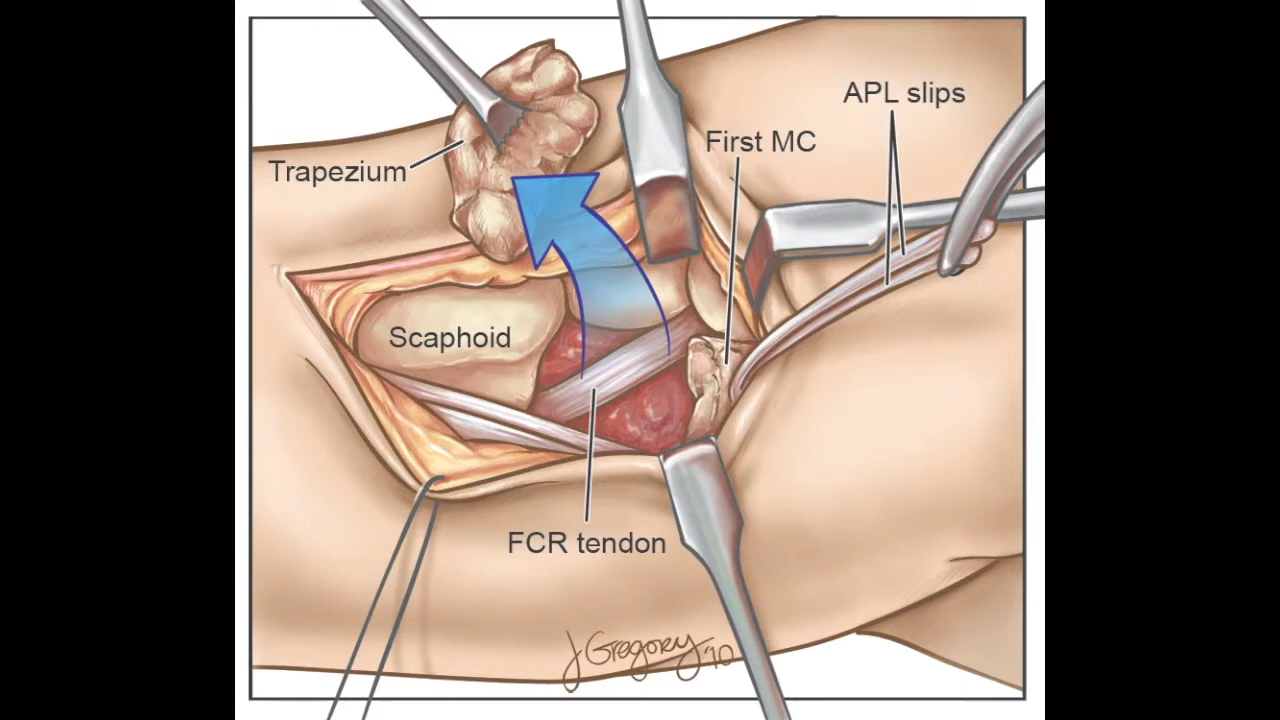 APL slips
First MC
Trapezium
Scaphoid
FCR tendon
J Gregory '10